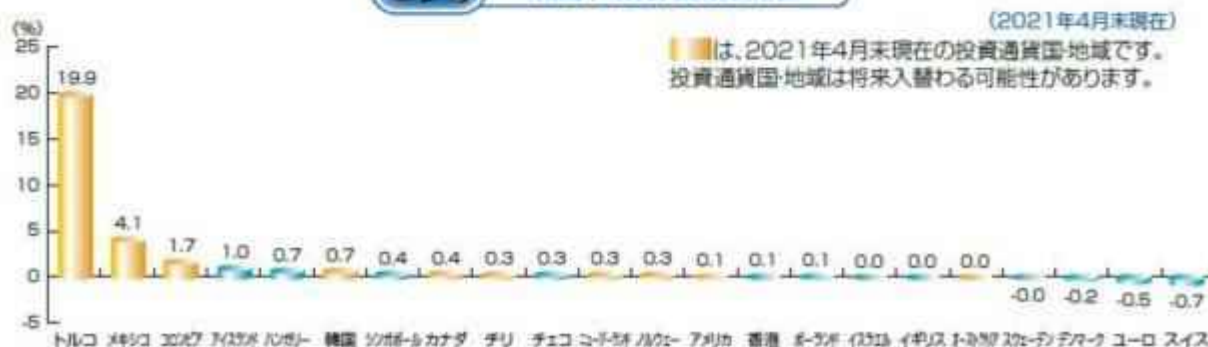 (2021年4月末現在)
(%)
は、2021年4月末現在の投資通貨国・地域です。
投資通貨国・地域は将来入替わる可能性があります。
25
20
15
10
5
0
-5
19.9 4.1 1.7 1.0 0.7 0.7 0.4 0.4 0.3 0.3 0.3 0.3 0.1 0.1 0.1 0.0 0.0 0.0 -0.0 -0.2 -0.5 -0.7
トルコ メキシコ コロンビア アイスランド ハンガリー 韓国 シンガポール カナダ チリ チェコ ニュージーランド ノルウェー アメリカ 香港 ポーランド イスラエル イギリス オーストラリア スウェーデン デンマーク ユーロ スイス